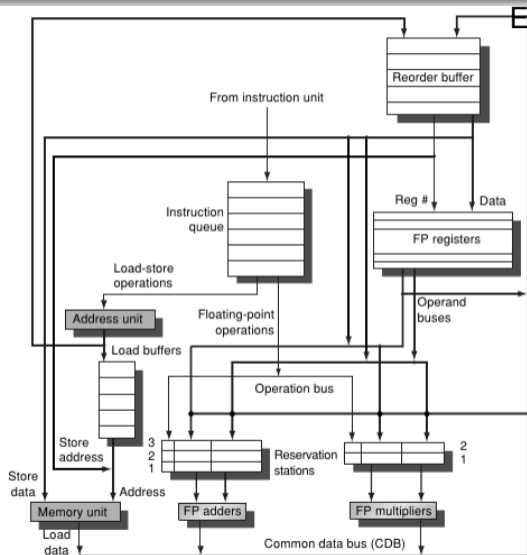 E
Reorder buffer
From instruction unit
Reg #
Data
Instruction
queue
FP registers
Load-store
operations
Operand
buses
Address unit
Floating-point
operations
Load buffers
Operation bus
Store
address
3
2
1
Reservation
stations
2
1
Store
data
Address
Memory unit
FP adders
FP multipliers
Load
data
Common data bus (CDB)